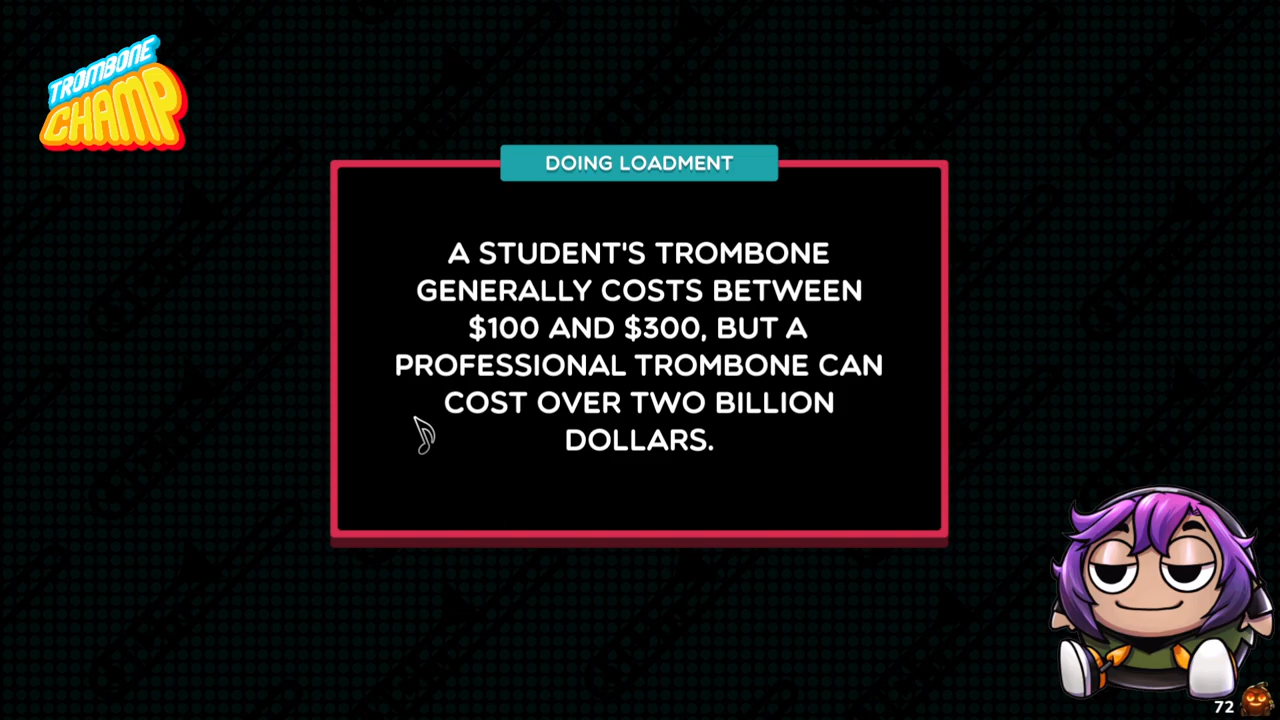 TROMBONE
CHAMP
DOING LOADMENT
A STUDENT'S TROMBONE
GENERALLY COSTS BETWEEN
$100 AND $300, BUT A
PROFESSIONAL TROMBONE CAN
COST OVER TWO BILLION
DOLLARS.
72